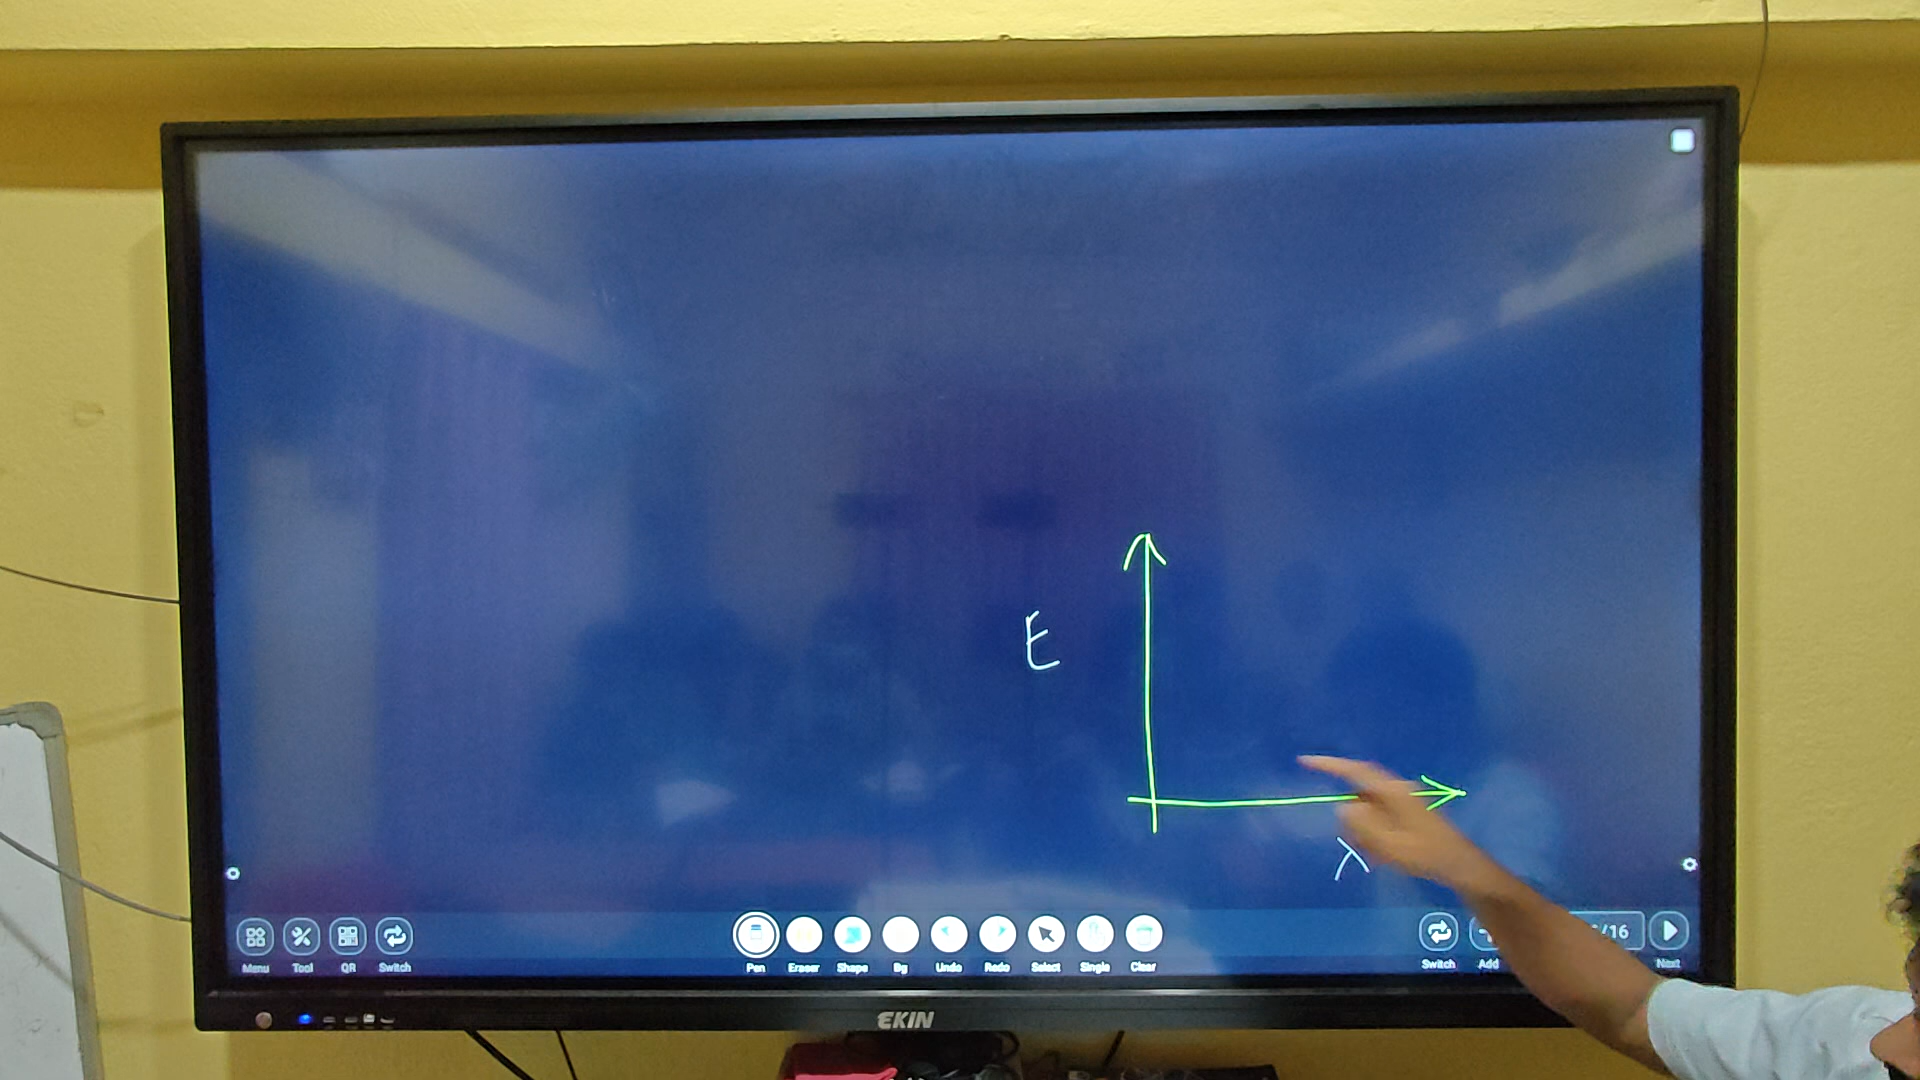 E
λ
Menu Tool QR Switch Pen Eraser Shape Bg Undo Redo Select Single Clear Switch Add /16 Next
EKIN